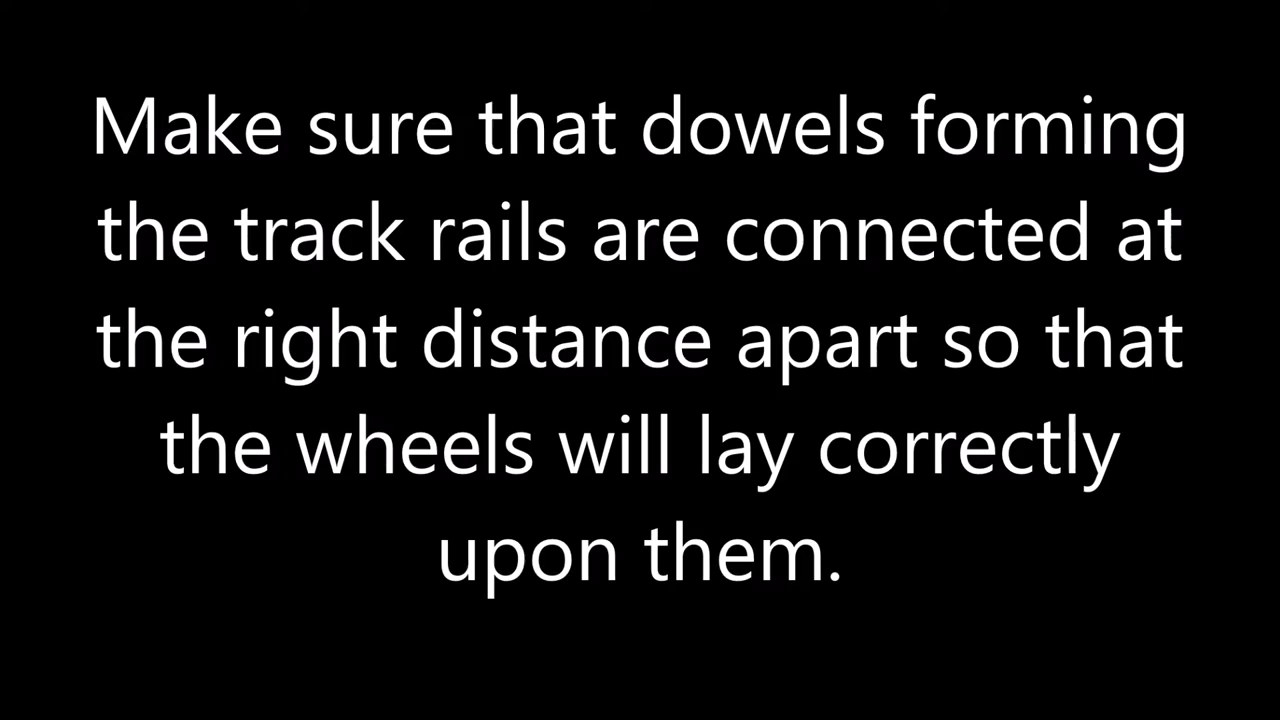 Make sure that dowels forming
the track rails are connected at
the right distance apart so that
the wheels will lay correctly
upon them.